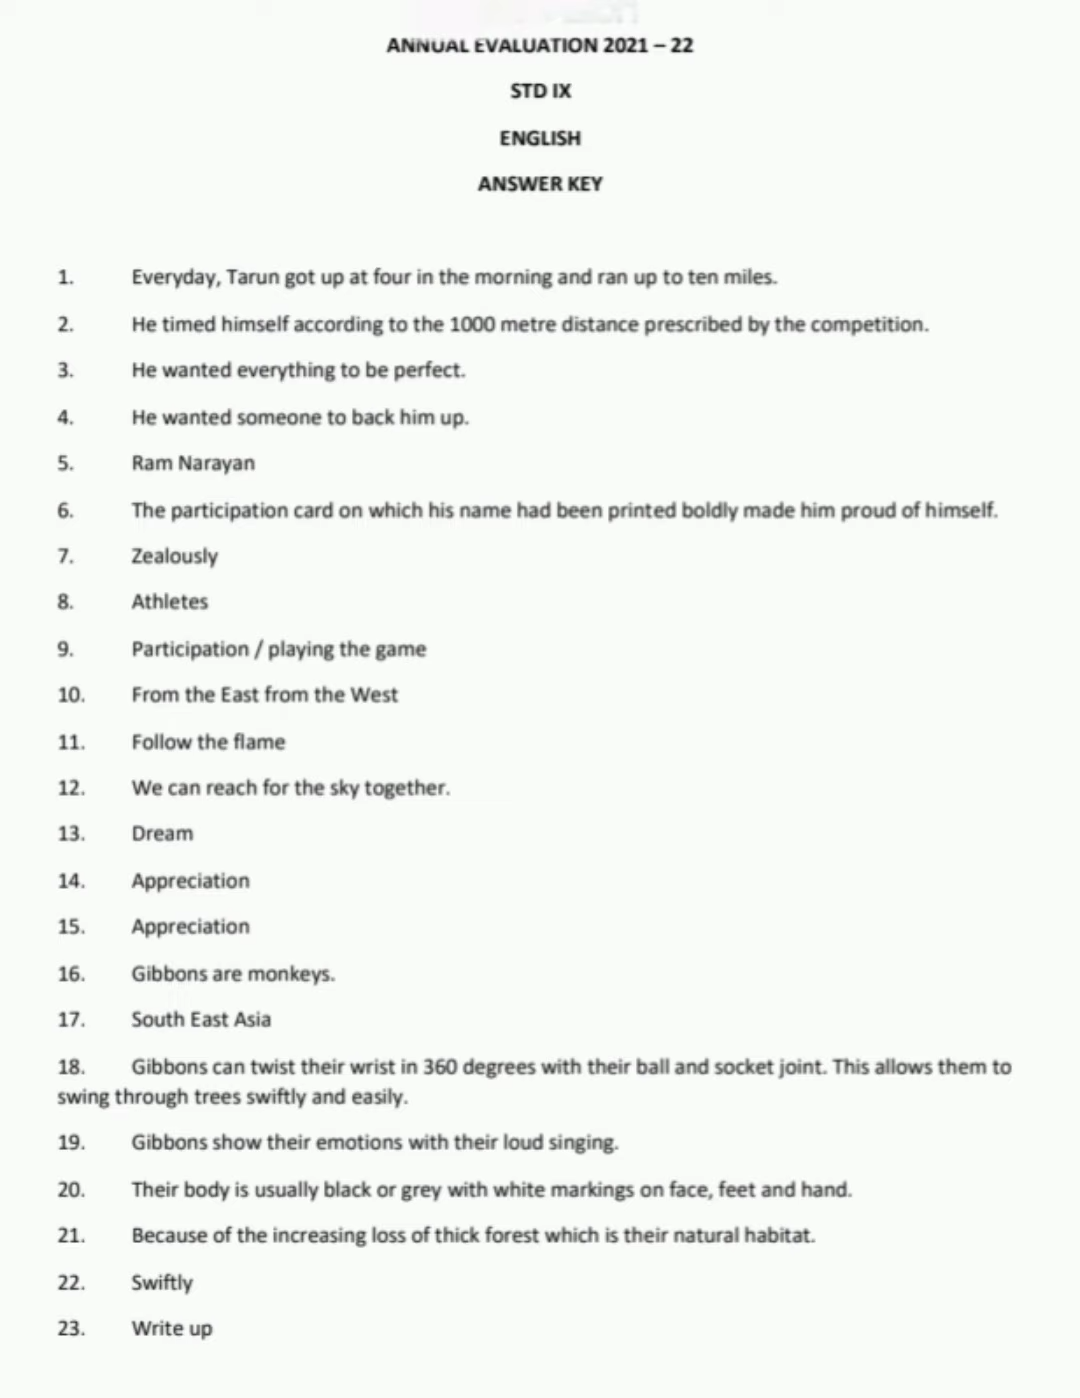 ANNUAL EVALUATION 2021 – 22
STD IX
ENGLISH
ANSWER KEY
1. Everyday, Tarun got up at four in the morning and ran up to ten miles.
2. He timed himself according to the 1000 metre distance prescribed by the competition.
3. He wanted everything to be perfect.
4. He wanted someone to back him up.
5. Ram Narayan
6. The participation card on which his name had been printed boldly made him proud of himself.
7. Zealously
8. Athletes
9. Participation / playing the game
10. From the East from the West
11. Follow the flame
12. We can reach for the sky together.
13. Dream
14. Appreciation
15. Appreciation
16. Gibbons are monkeys.
17. South East Asia
18. Gibbons can twist their wrist in 360 degrees with their ball and socket joint. This allows them to
swing through trees swiftly and easily.
19. Gibbons show their emotions with their loud singing.
20. Their body is usually black or grey with white markings on face, feet and hand.
21. Because of the increasing loss of thick forest which is their natural habitat.
22. Swiftly
23. Write up